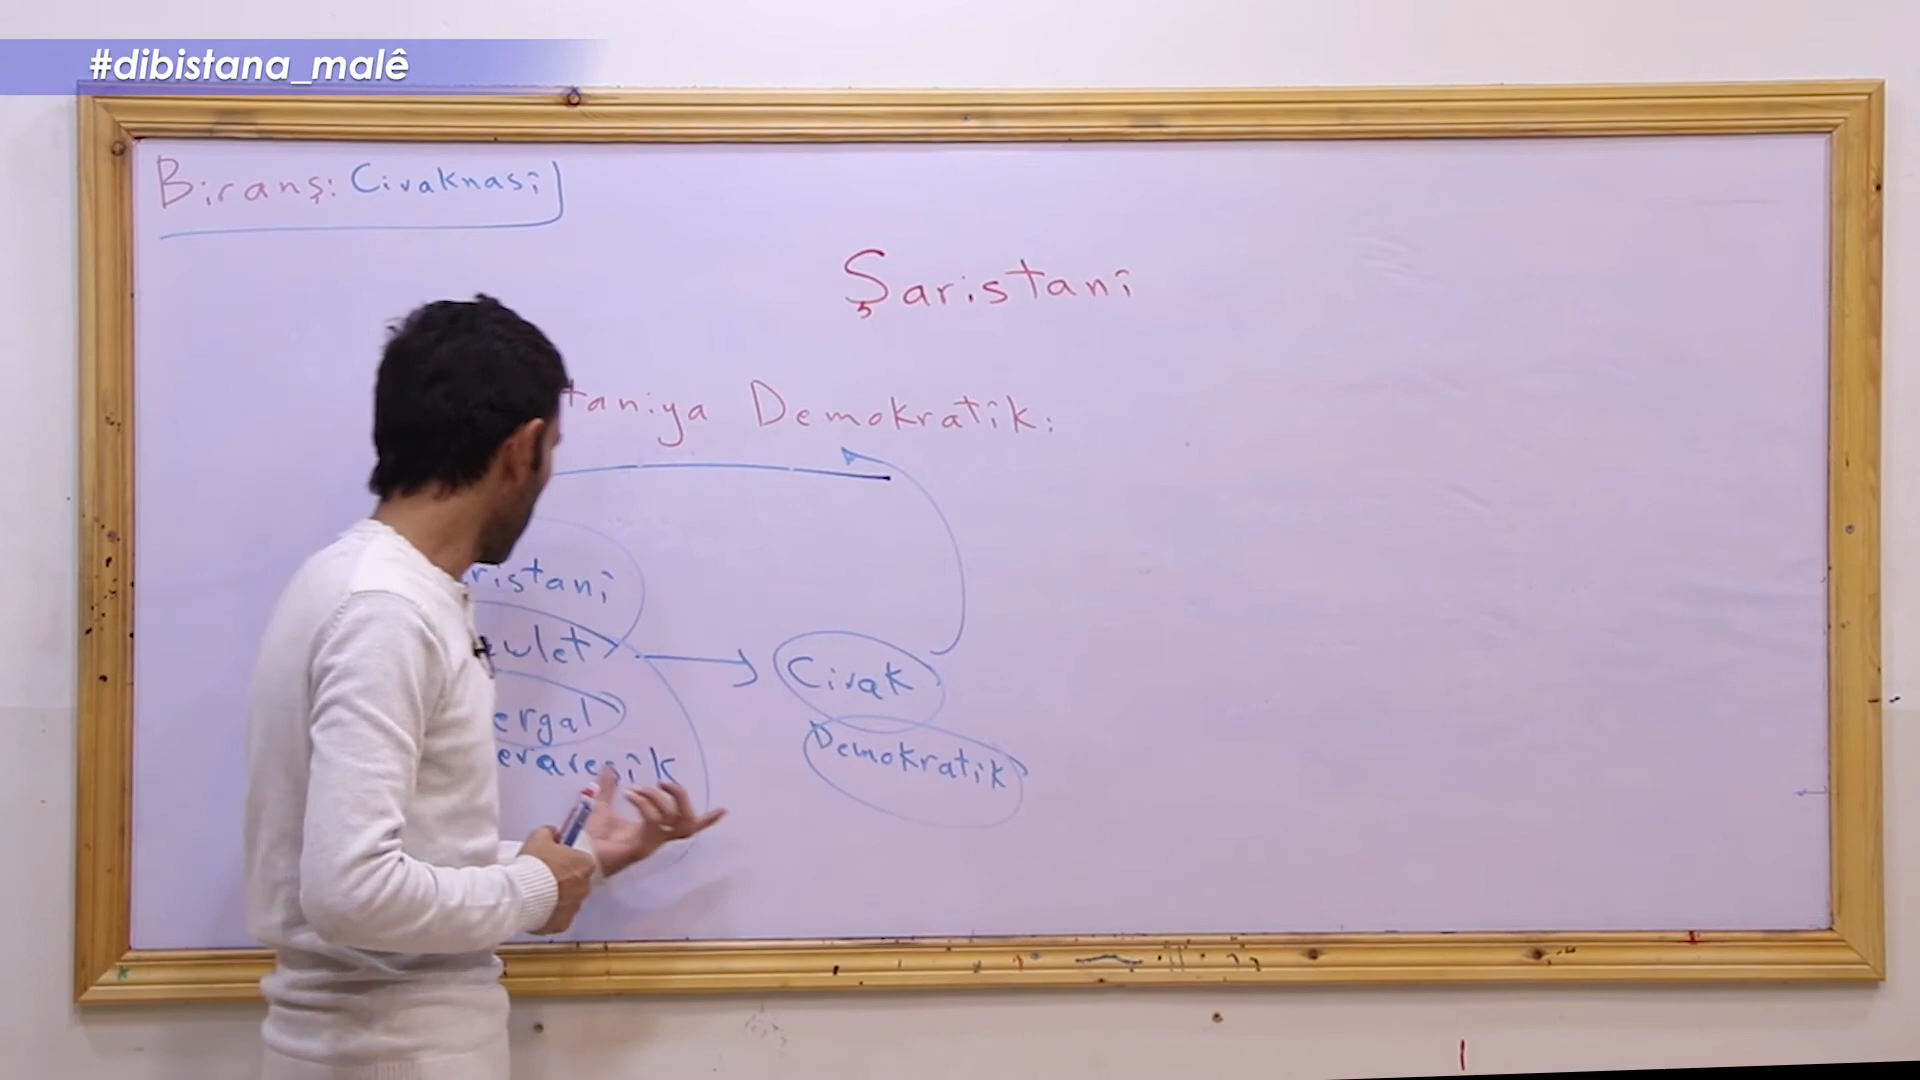 #dibistana_malê
Biranş: Civaknasî
Şaristanî
taniya Demokratîk:
ristanî
ewlet
Civak
ergal
Demokratîk